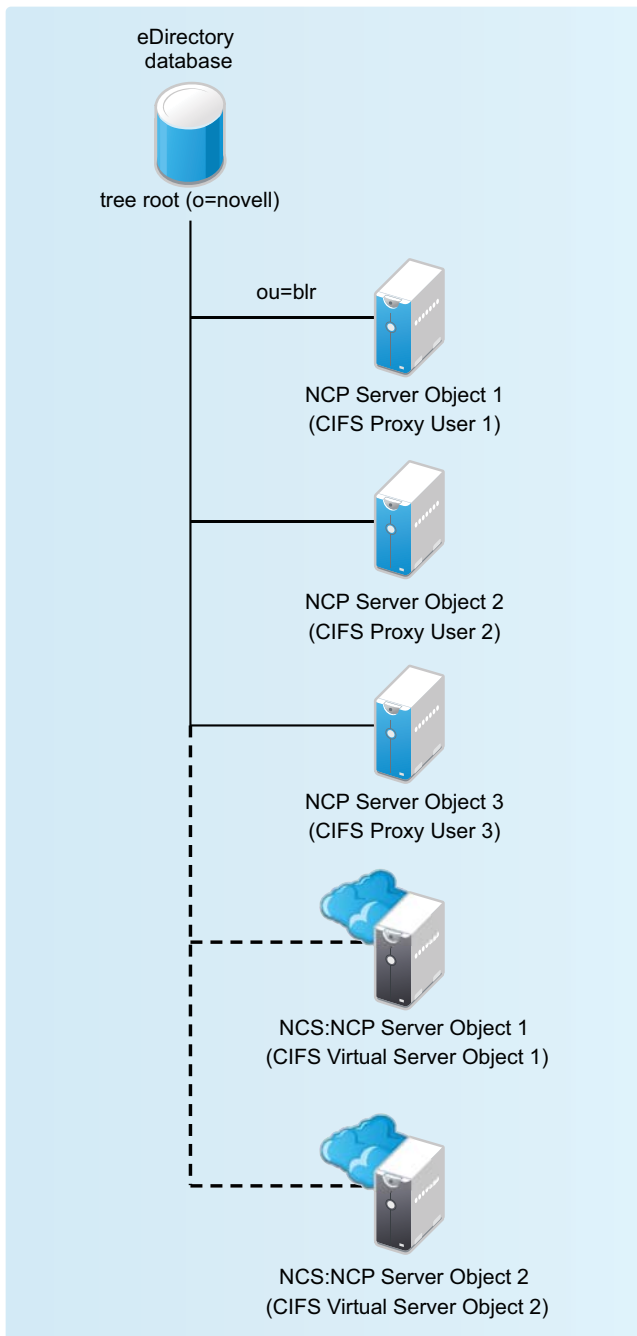 eDirectory
database
tree root (o=novell)
ou=blr
NCP Server Object 1
(CIFS Proxy User 1)
NCP Server Object 2
(CIFS Proxy User 2)
NCP Server Object 3
(CIFS Proxy User 3)
NCS:NCP Server Object 1
(CIFS Virtual Server Object 1)
NCS:NCP Server Object 2
(CIFS Virtual Server Object 2)